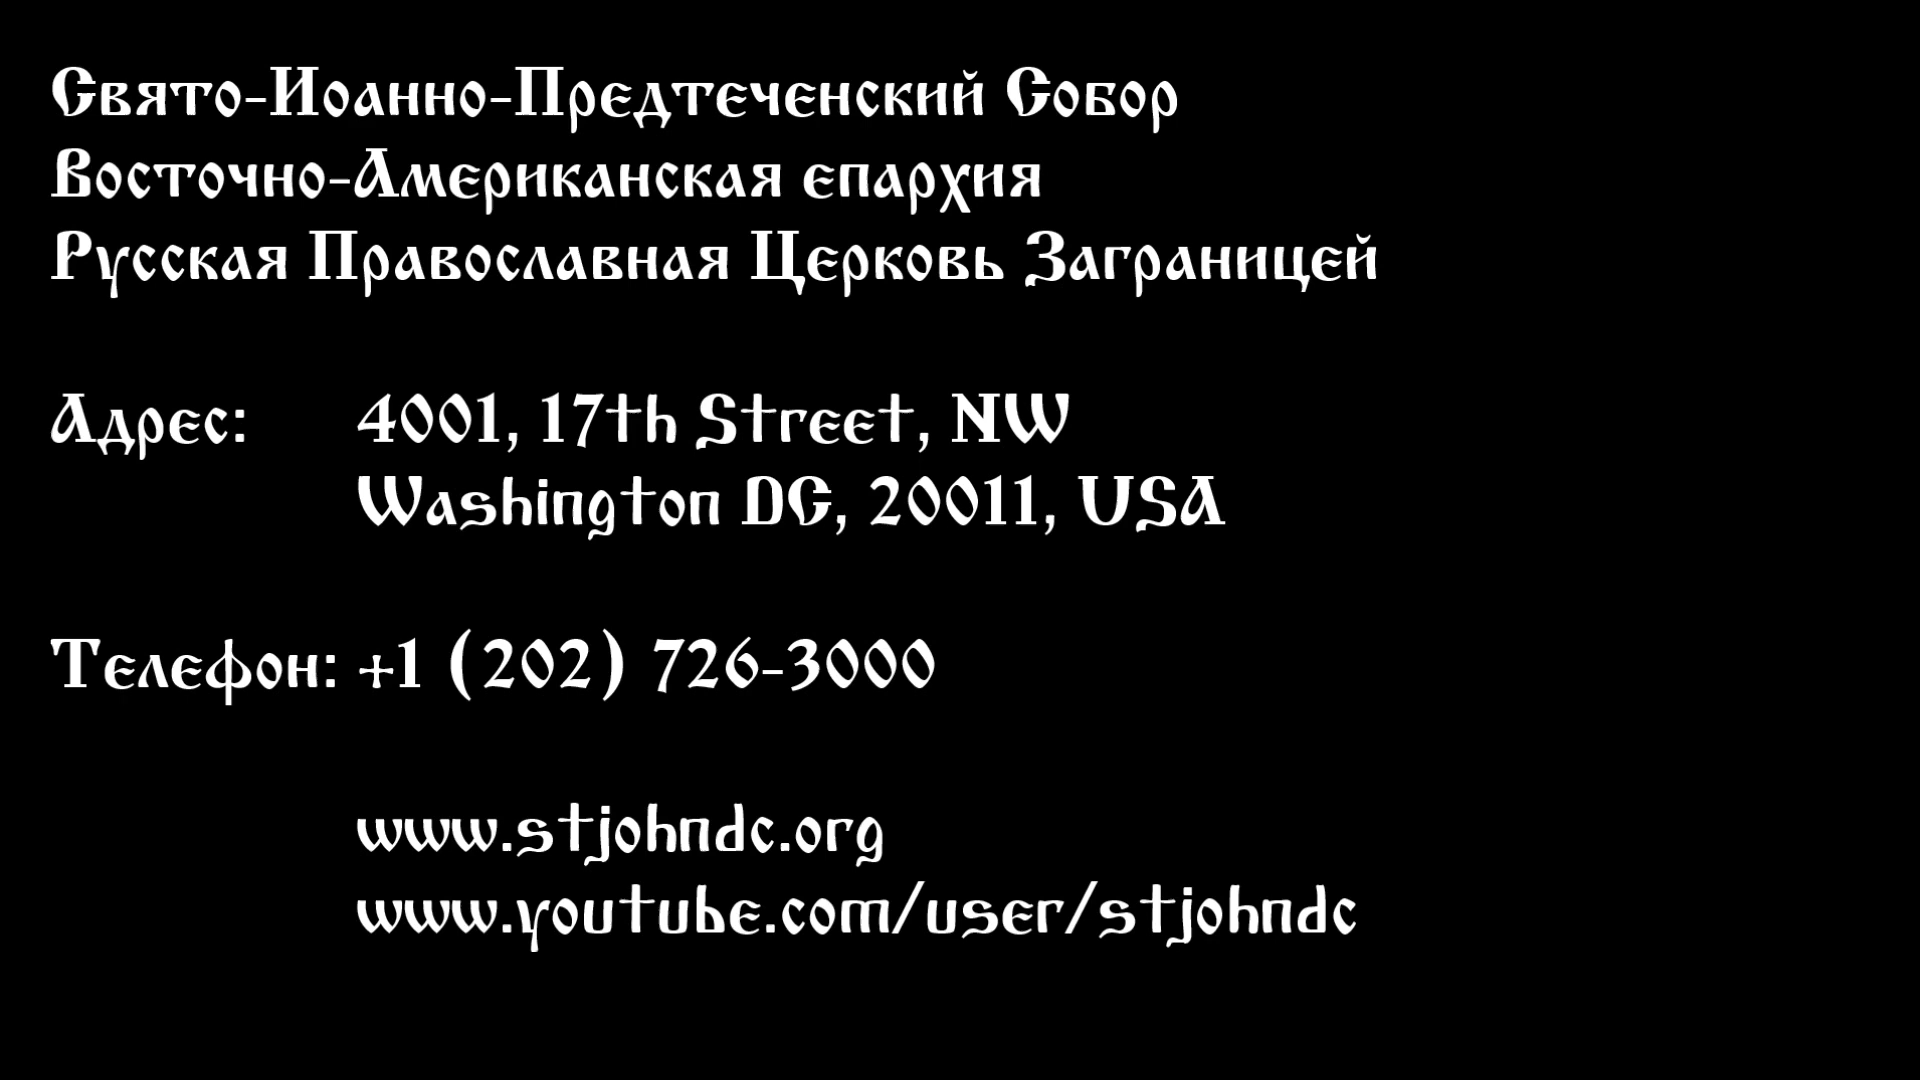 Свято-Иоанно-Предтеченский Собор
Восточно-Американская епархия
Русская Православная Церковь Заграницей
Адрес: 4001, 17th Street, NW
Washington DC, 20011, USA
Телефон: +1 (202) 726-3000
www.stjohndc.org
www.youtube.com/user/stjohndc